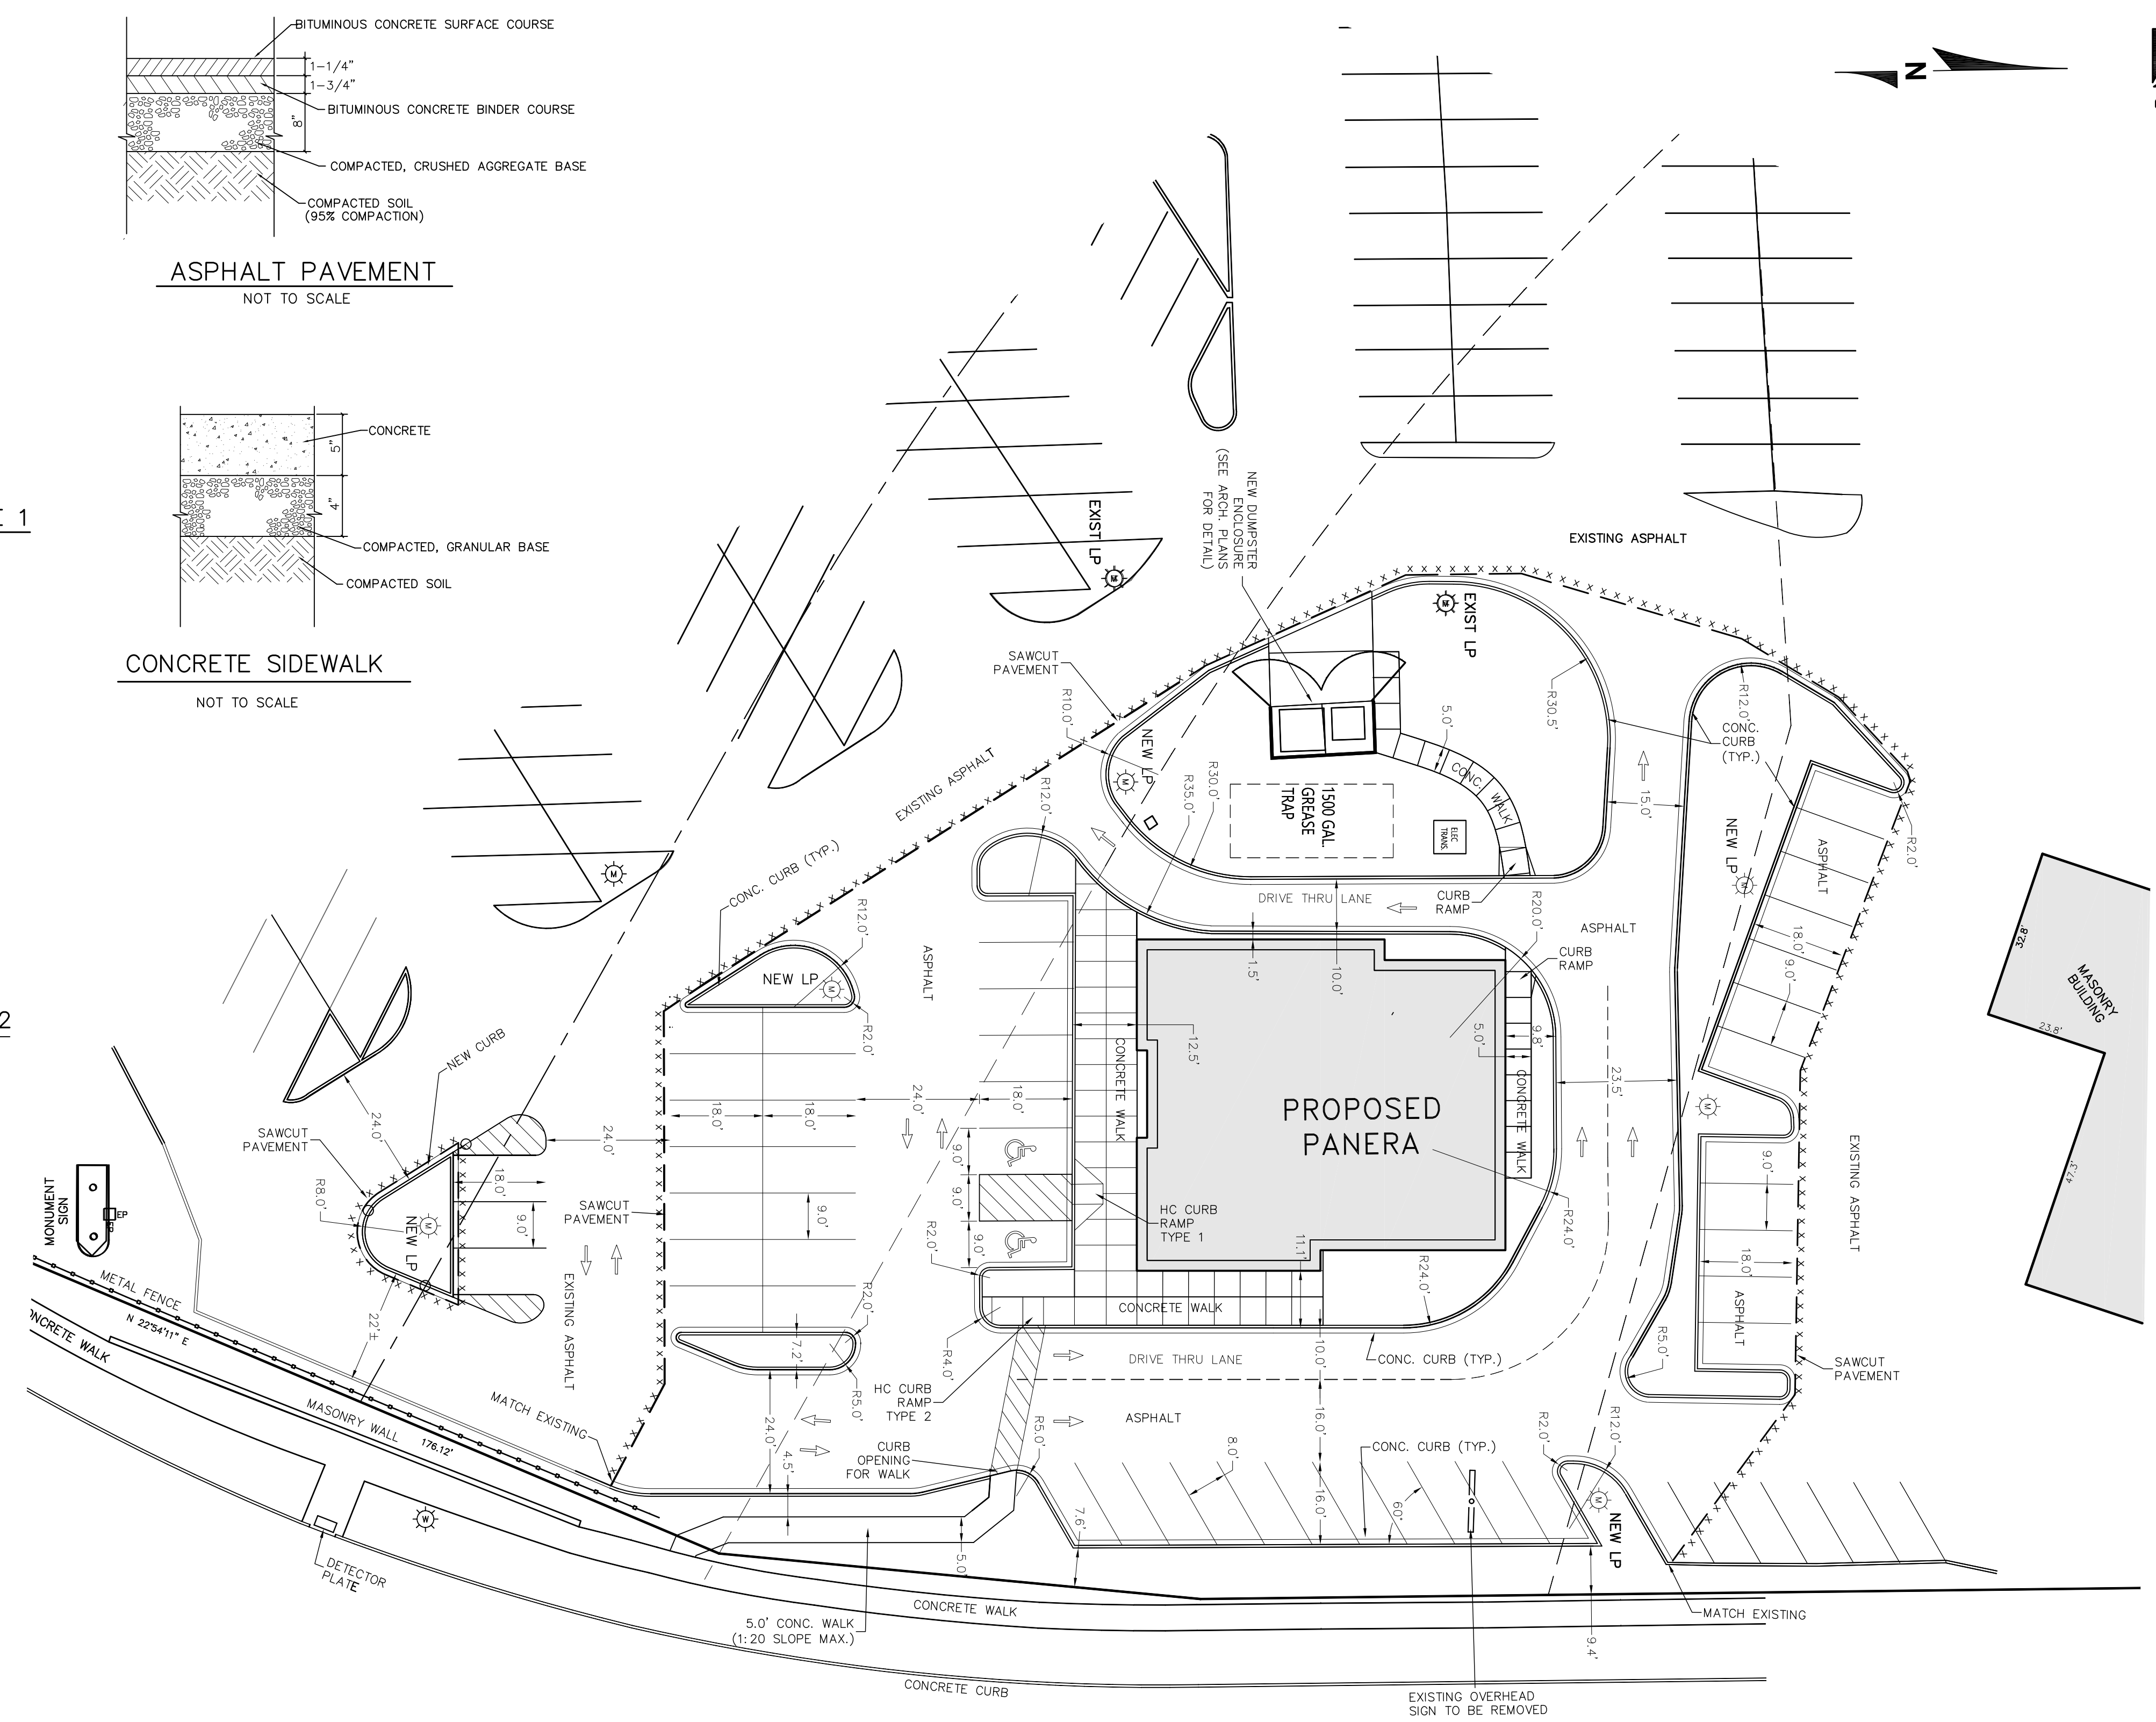 BITUMINOUS CONCRETE SURFACE COURSE
1-1/4"
1-3/4"
BITUMINOUS CONCRETE BINDER COURSE
8"
COMPACTED, CRUSHED AGGREGATE BASE
COMPACTED SOIL
(95% COMPACTION)
ASPHALT PAVEMENT
NOT TO SCALE
N
CONCRETE
5"
4"
COMPACTED, GRANULAR BASE
COMPACTED SOIL
CONCRETE SIDEWALK
NOT TO SCALE
E 1
2
EXIST LP
NEW DUMPSTER
ENCLOSURE
(SEE ARCH. PLANS
FOR DETAIL)
EXISTING ASPHALT
EXIST LP
SAWCUT
PAVEMENT
R10.0'
NEW LP
M
R30.5'
R12.0'
CONC.
CURB
(TYP.)
5.0'
CONC.
WALK
R30.0'
R35.0'
1500 GAL.
GREASE
TRAP
ELEC
TRANS.
15.0'
NEW LP
M
ASPHALT
R2.0'
EXISTING ASPHALT
R12.0'
M
CONC. CURB (TYP.)
R12.0'
DRIVE THRU LANE
CURB
RAMP
R20.0'
ASPHALT
CURB
RAMP
18.0'
9.0'
32.8'
MASONRY
BUILDING
23.8'
47.3'
NEW LP
M
R2.0'
ASPHALT
1.5'
10.0'
12.5'
CONCRETE WALK
5.0'
9.8'
CONCRETE WALK
23.5'
M
NEW CURB
24.0'
SAWCUT
PAVEMENT
R8.0'
NEW LP
M
18.0'
9.0'
24.0'
18.0'
18.0'
24.0'
18.0'
9.0'
9.0'
9.0'
9.0'
PROPOSED
PANERA
HC CURB
RAMP
TYPE 1
R24.0'
R24.0'
11.1'
EXISTING ASPHALT
9.0'
18.0'
ASPHALT
SAWCUT
PAVEMENT
MONUMENT
SIGN
EP
SAWCUT
PAVEMENT
EXISTING ASPHALT
R2.0'
R2.0'
CONCRETE WALK
METAL FENCE
N 22°54'11" E
22'±
7.2'
R5.0'
R4.0'
DRIVE THRU LANE
10.0'
CONC. CURB (TYP.)
R5.0'
SAWCUT
PAVEMENT
CONCRETE WALK
MASONRY WALL
176.12'
MATCH EXISTING
HC CURB
RAMP
TYPE 2
24.0'
4.5'
CURB
OPENING
FOR WALK
R5.0'
ASPHALT
16.0'
16.0'
8.0'
CONC. CURB (TYP.)
60°
R2.0'
R12.0'
M
NEW LP
W
DETECTOR
PLATE
5.0'
7.6'
5.0' CONC. WALK
(1:20 SLOPE MAX.)
CONCRETE WALK
9.4'
MATCH EXISTING
CONCRETE CURB
EXISTING OVERHEAD
SIGN TO BE REMOVED